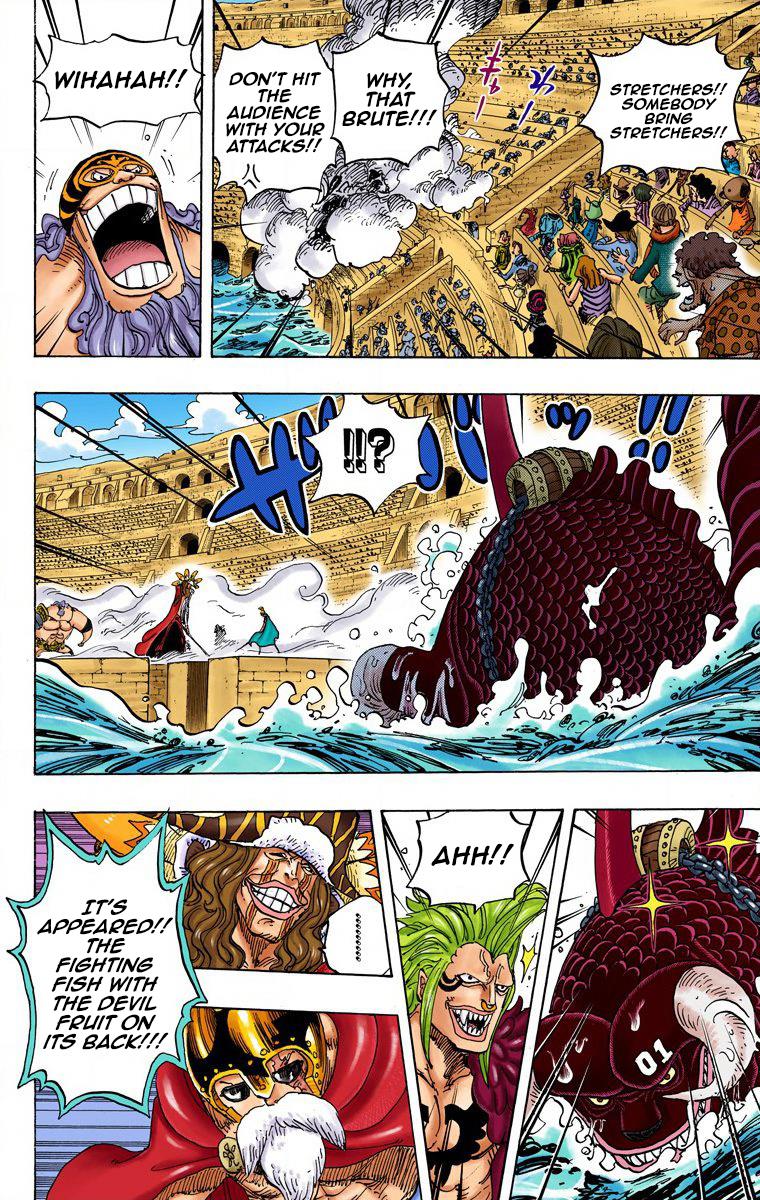 WIHAHAH!!
DON'T HIT
THE
AUDIENCE
WITH YOUR
ATTACKS!!
WHY,
THAT
BRUTE!!!
STRETCHERS!!
SOMEBODY
BRING
STRETCHERS!!
!!?
IT'S
APPEARED!!
THE
FIGHTING
FISH WITH
THE DEVIL
FRUIT ON
ITS BACK!!!
AHH!!
01